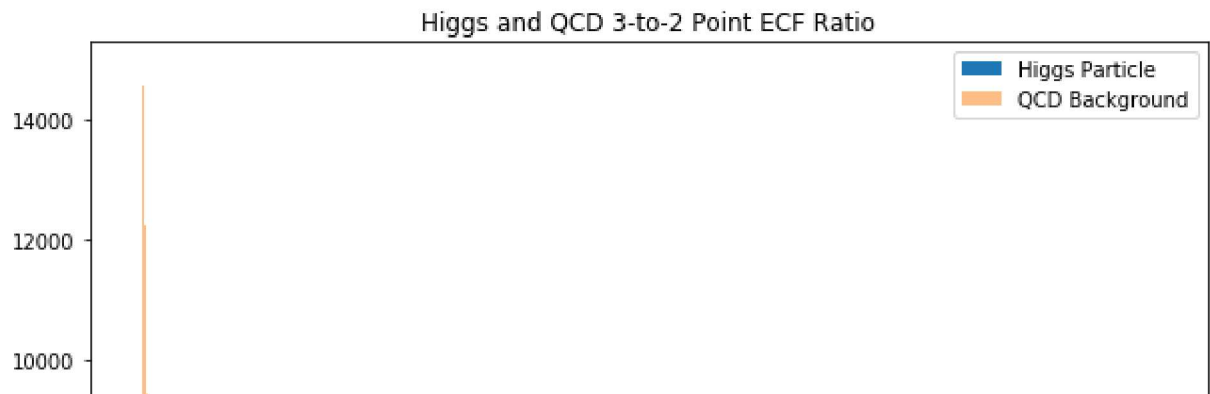 Higgs and QCD 3-to-2 Point ECF Ratio
Higgs Particle
QCD Background
14000
12000
10000